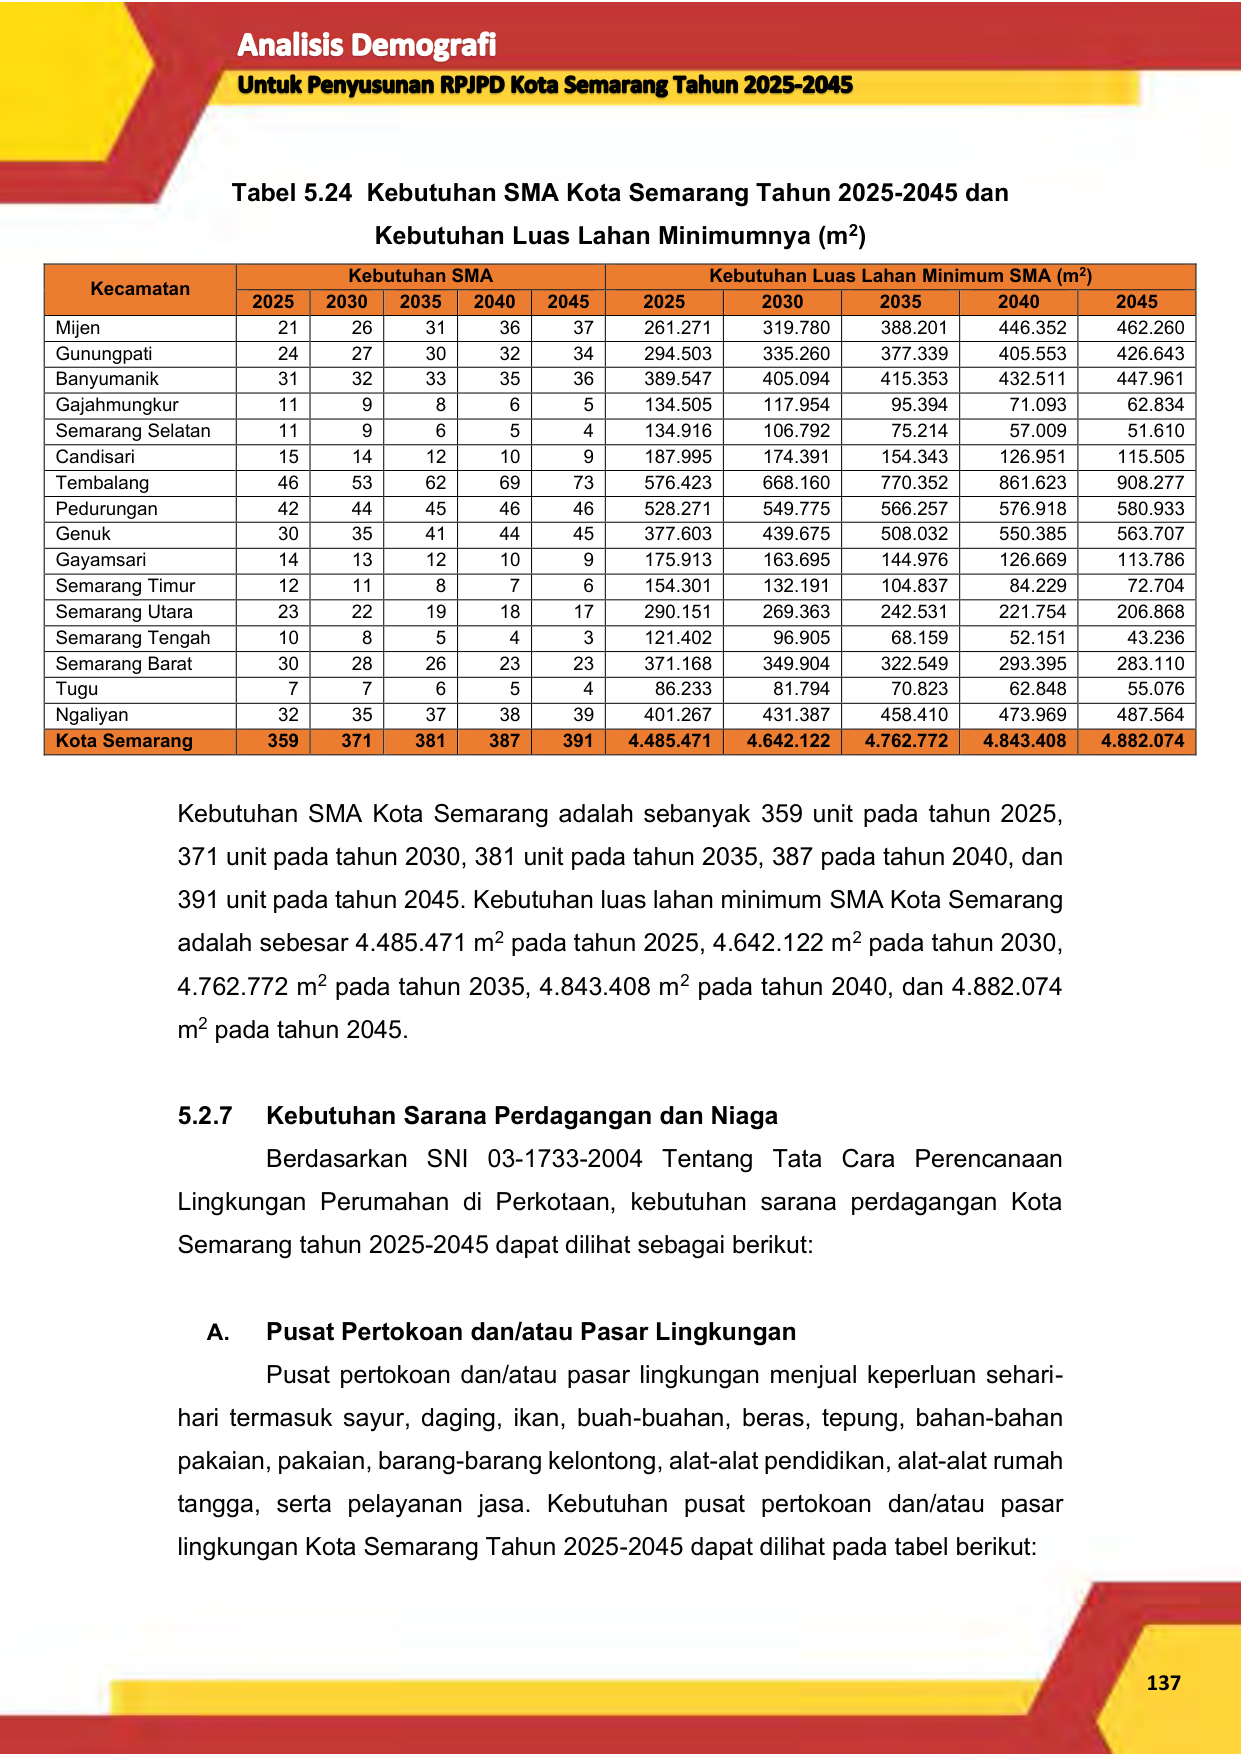 Analisis Demografi
Untuk Penyusunan RPJPD Kota Semarang Tahun 2025-2045
Tabel 5.24 Kebutuhan SMA Kota Semarang Tahun 2025-2045 dan
Kebutuhan Luas Lahan Minimumnya (m²)
Kecamatan Kebutuhan SMA Kebutuhan Luas Lahan Minimum SMA (m²)
2025 2030 2035 2040 2045 2025 2030 2035 2040 2045
Mijen 21 26 31 36 37 261.271 319.780 388.201 446.352 462.260
Gunungpati 24 27 30 32 34 294.503 335.260 377.339 405.553 426.643
Banyumanik 31 32 33 35 36 389.547 405.094 415.353 432.511 447.961
Gajahmungkur 11 9 8 6 5 134.505 117.954 95.394 71.093 62.834
Semarang Selatan 11 9 6 5 4 134.916 106.792 75.214 57.009 51.610
Candisari 15 14 12 10 9 187.995 174.391 154.343 126.951 115.505
Tembalang 46 53 62 69 73 576.423 668.160 770.352 861.623 908.277
Pedurungan 42 44 45 46 46 528.271 549.775 566.257 576.918 580.933
Genuk 30 35 41 44 45 377.603 439.675 508.032 550.385 563.707
Gayamsari 14 13 12 10 9 175.913 163.695 144.976 126.669 113.786
Semarang Timur 12 11 8 7 6 154.301 132.191 104.837 84.229 72.704
Semarang Utara 23 22 19 18 17 290.151 269.363 242.531 221.754 206.868
Semarang Tengah 10 8 5 4 3 121.402 96.905 68.159 52.151 43.236
Semarang Barat 30 28 26 23 23 371.168 349.904 322.549 293.395 283.110
Tugu 7 7 6 5 4 86.233 81.794 70.823 62.848 55.076
Ngaliyan 32 35 37 38 39 401.267 431.387 458.410 473.969 487.564
Kota Semarang 359 371 381 387 391 4.485.471 4.642.122 4.762.772 4.843.408 4.882.074
Kebutuhan SMA Kota Semarang adalah sebanyak 359 unit pada tahun 2025,
371 unit pada tahun 2030, 381 unit pada tahun 2035, 387 pada tahun 2040, dan
391 unit pada tahun 2045. Kebutuhan luas lahan minimum SMA Kota Semarang
adalah sebesar 4.485.471 m² pada tahun 2025, 4.642.122 m² pada tahun 2030,
4.762.772 m² pada tahun 2035, 4.843.408 m² pada tahun 2040, dan 4.882.074
m² pada tahun 2045.
5.2.7 Kebutuhan Sarana Perdagangan dan Niaga
Berdasarkan SNI 03-1733-2004 Tentang Tata Cara Perencanaan
Lingkungan Perumahan di Perkotaan, kebutuhan sarana perdagangan Kota
Semarang tahun 2025-2045 dapat dilihat sebagai berikut:
A. Pusat Pertokoan dan/atau Pasar Lingkungan
Pusat pertokoan dan/atau pasar lingkungan menjual keperluan sehari-
hari termasuk sayur, daging, ikan, buah-buahan, beras, tepung, bahan-bahan
pakaian, pakaian, barang-barang kelontong, alat-alat pendidikan, alat-alat rumah
tangga, serta pelayanan jasa. Kebutuhan pusat pertokoan dan/atau pasar
lingkungan Kota Semarang Tahun 2025-2045 dapat dilihat pada tabel berikut:
137